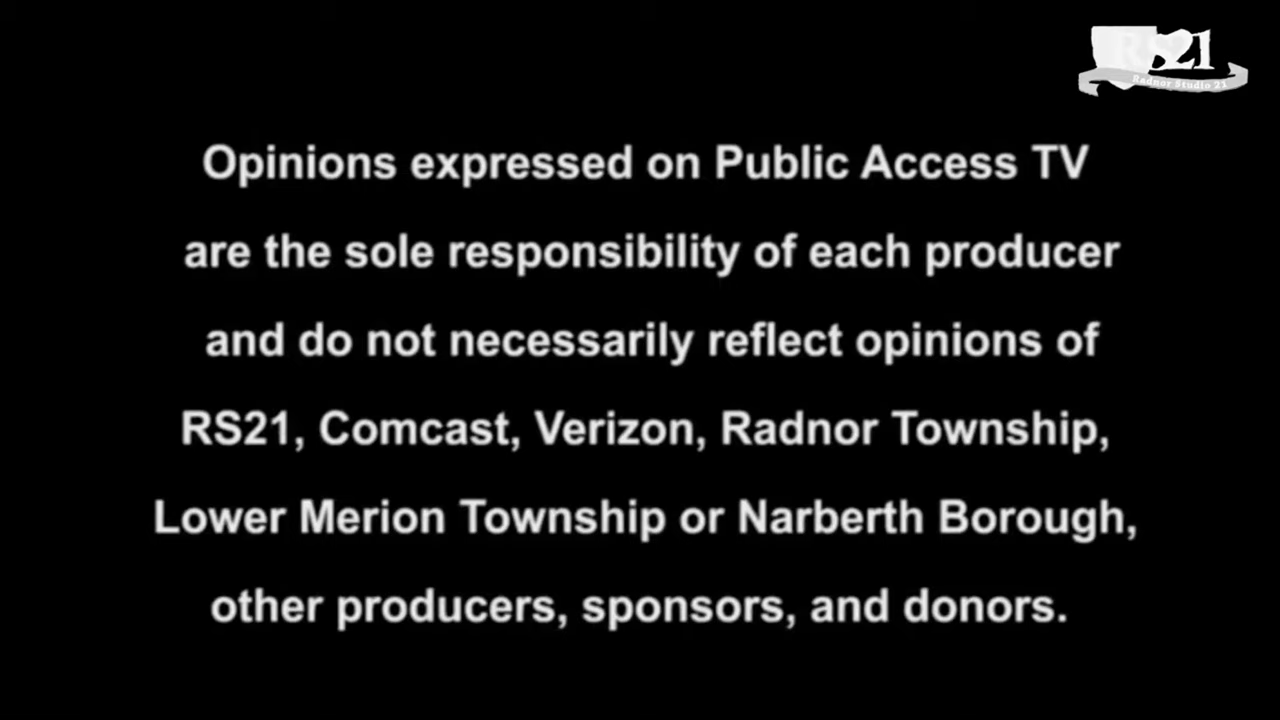 RS21
Radnor Studio 21
Opinions expressed on Public Access TV
are the sole responsibility of each producer
and do not necessarily reflect opinions of
RS21, Comcast, Verizon, Radnor Township,
Lower Merion Township or Narberth Borough,
other producers, sponsors, and donors.